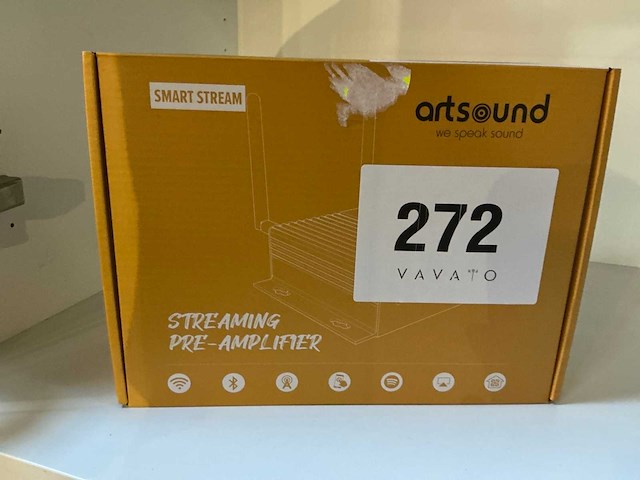 SMART STREAM
artsound
we speak sound
272
VAVATO
STREAMING
PRE-AMPLIFIER